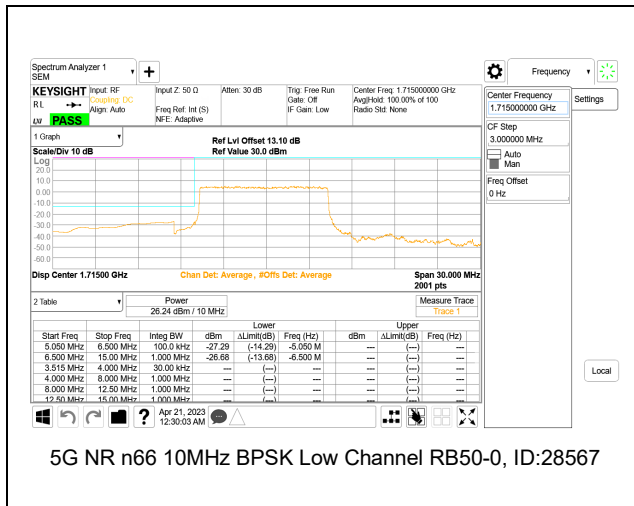 Spectrum Analyzer 1
SEM
+
Frequency
KEYSIGHT
RL
PASS
Input: RF
Coupling: DC
Align: Auto
Input Z: 50 Ω
Freq Ref: Int (S)
NFE: Adaptive
Atten: 30 dB
Trig: Free Run
Gate: Off
IF Gain: Low
Center Freq: 1.715000000 GHz
Avg|Hold: 100.00% of 100
Radio Std: None
Center Frequency
1.715000000 GHz
Settings
CF Step
3.000000 MHz
Auto
Man
Freq Offset
0 Hz
1 Graph
Scale/Div 10 dB
Ref Lvl Offset 13.10 dB
Ref Value 30.0 dBm
Log
20.0
10.0
0.00
-10.0
-20.0
-30.0
-40.0
-50.0
-60.0
Disp Center 1.71500 GHz
Chan Det: Average , #Offs Det: Average
Span 30.000 MHz
2001 pts
2 Table
Power
26.24 dBm / 10 MHz
Measure Trace
Trace 1
Lower Upper
Start Freq Stop Freq Integ BW dBm ΔLimit(dB) Freq (Hz) dBm ΔLimit(dB) Freq (Hz)
5.050 MHz 6.500 MHz 100.0 kHz -27.29 (-14.29) -5.050 M --- (---) ---
6.500 MHz 15.00 MHz 1.000 MHz -26.68 (-13.68) -6.500 M --- (---) ---
3.515 MHz 4.000 MHz 30.00 kHz --- (---) --- --- (---) ---
4.000 MHz 8.000 MHz 1.000 MHz --- (---) --- --- (---) ---
8.000 MHz 12.50 MHz 1.000 MHz --- (---) --- --- (---) ---
12.50 MHz 15.00 MHz 1.000 MHz --- (---) --- --- (---) ---
Local
?
Apr 21, 2023
12:30:03 AM
5G NR n66 10MHz BPSK Low Channel RB50-0, ID:28567